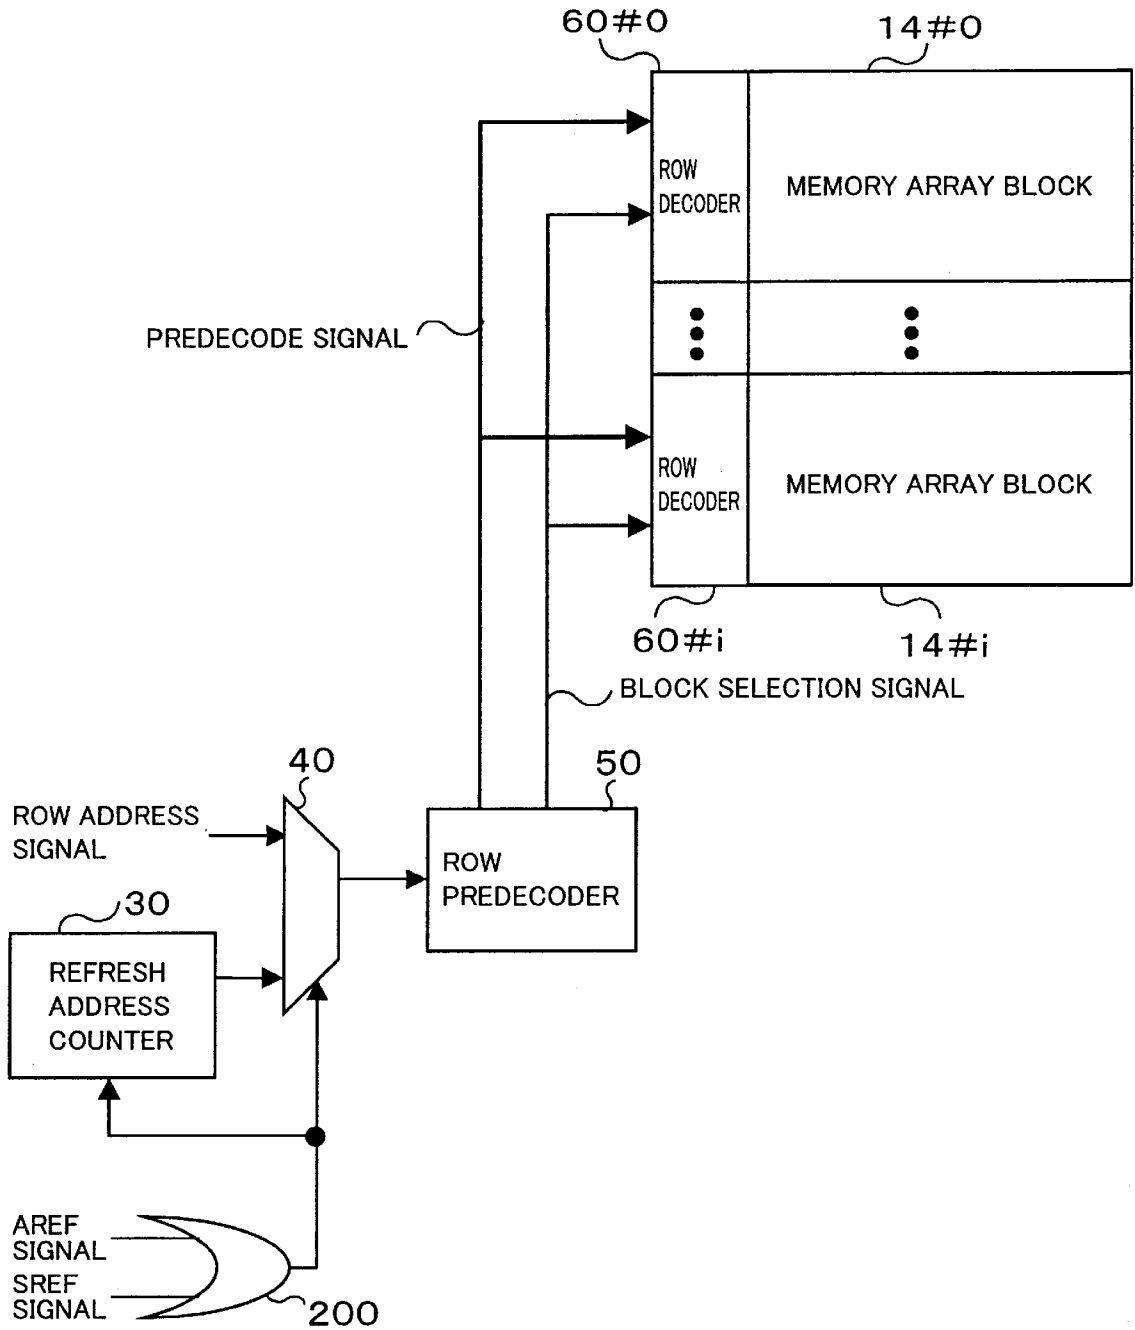 60#0
14#0
ROW
DECODER
MEMORY ARRAY BLOCK
PREDECODE SIGNAL
ROW
DECODER
MEMORY ARRAY BLOCK
60#i
14#i
BLOCK SELECTION SIGNAL
40
50
ROW ADDRESS
SIGNAL
ROW
PREDECODER
30
REFRESH
ADDRESS
COUNTER
AREF
SIGNAL
SREF
SIGNAL
200